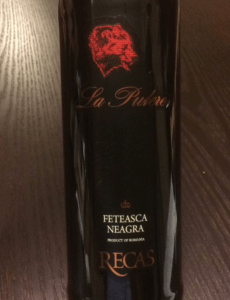 La Putere
FETEASCA
NEAGRA
PRODUCT OF ROMANIA
RECAS